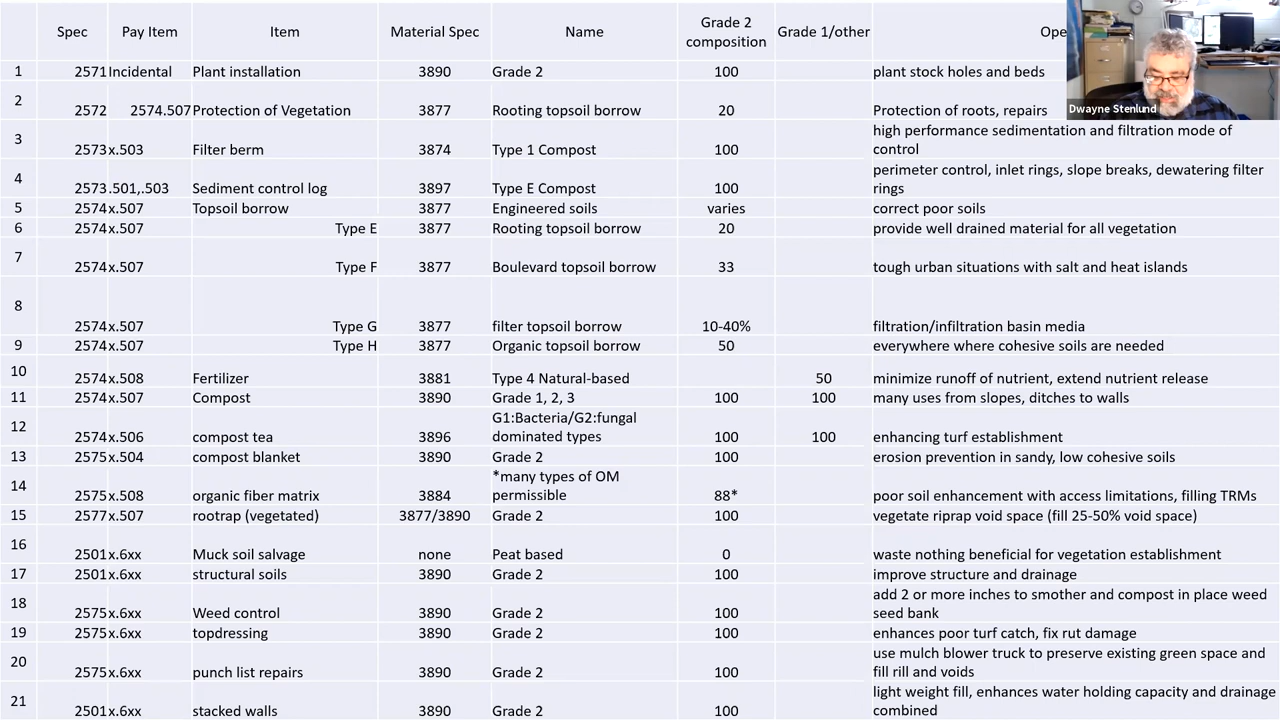 Spec Pay Item Item Material Spec Name Grade 2 composition Grade 1/other Ope
Dwayne Stenlund
1 2571 Incidental Plant installation 3890 Grade 2 100 plant stock holes and beds
2 2572 2574.507 Protection of Vegetation 3877 Rooting topsoil borrow 20 Protection of roots, repairs
3 2573 x.503 Filter berm 3874 Type 1 Compost 100 high performance sedimentation and filtration mode of control
4 2573 .501,.503 Sediment control log 3897 Type E Compost 100 perimeter control, inlet rings, slope breaks, dewatering filter rings
5 2574 x.507 Topsoil borrow 3877 Engineered soils varies correct poor soils
6 2574 x.507 Type E 3877 Rooting topsoil borrow 20 provide well drained material for all vegetation
7 2574 x.507 Type F 3877 Boulevard topsoil borrow 33 tough urban situations with salt and heat islands
8 2574 x.507 Type G 3877 filter topsoil borrow 10-40% filtration/infiltration basin media
9 2574 x.507 Type H 3877 Organic topsoil borrow 50 everywhere where cohesive soils are needed
10 2574 x.508 Fertilizer 3881 Type 4 Natural-based 50 minimize runoff of nutrient, extend nutrient release
11 2574 x.507 Compost 3890 Grade 1, 2, 3 100 100 many uses from slopes, ditches to walls
12 2574 x.506 compost tea 3896 G1:Bacteria/G2:fungal dominated types 100 100 enhancing turf establishment
13 2575 x.504 compost blanket 3890 Grade 2 100 erosion prevention in sandy, low cohesive soils
14 2575 x.508 organic fiber matrix 3884 *many types of OM permissible 88* poor soil enhancement with access limitations, filling TRMs
15 2577 x.507 rootrap (vegetated) 3877/3890 Grade 2 100 vegetate riprap void space (fill 25-50% void space)
16 2501 x.6xx Muck soil salvage none Peat based 0 waste nothing beneficial for vegetation establishment
17 2501 x.6xx structural soils 3890 Grade 2 100 improve structure and drainage
18 2575 x.6xx Weed control 3890 Grade 2 100 add 2 or more inches to smother and compost in place weed seed bank
19 2575 x.6xx topdressing 3890 Grade 2 100 enhances poor turf catch, fix rut damage
20 2575 x.6xx punch list repairs 3890 Grade 2 100 use mulch blower truck to preserve existing green space and fill rill and voids
21 2501 x.6xx stacked walls 3890 Grade 2 100 light weight fill, enhances water holding capacity and drainage combined